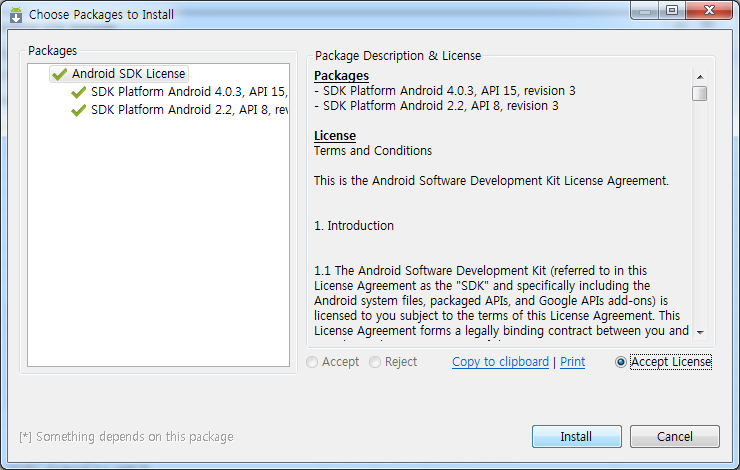 Choose Packages to Install
Packages
Android SDK License
SDK Platform Android 4.0.3, API 15,
SDK Platform Android 2.2, API 8, rev
Package Description & License
Packages
- SDK Platform Android 4.0.3, API 15, revision 3
- SDK Platform Android 2.2, API 8, revision 3
License
Terms and Conditions
This is the Android Software Development Kit License Agreement.
1. Introduction
1.1 The Android Software Development Kit (referred to in this
License Agreement as the "SDK" and specifically including the
Android system files, packaged APIs, and Google APIs add-ons) is
licensed to you subject to the terms of this License Agreement. This
License Agreement forms a legally binding contract between you and
Accept Reject Copy to clipboard | Print Accept License
[*] Something depends on this package
Install Cancel